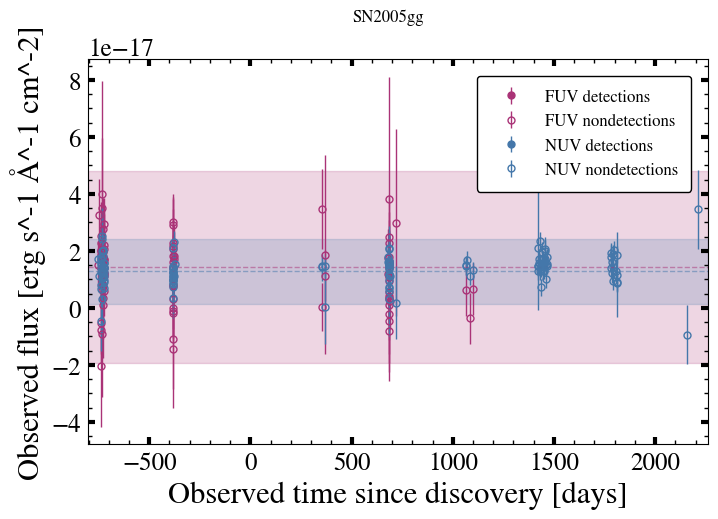 SN2005gg
1e−17
8
6
4
2
0
−2
−4
Observed flux [erg s^-1 Å^-1 cm^-2]
FUV detections
FUV nondetections
NUV detections
NUV nondetections
−500 0 500 1000 1500 2000
Observed time since discovery [days]